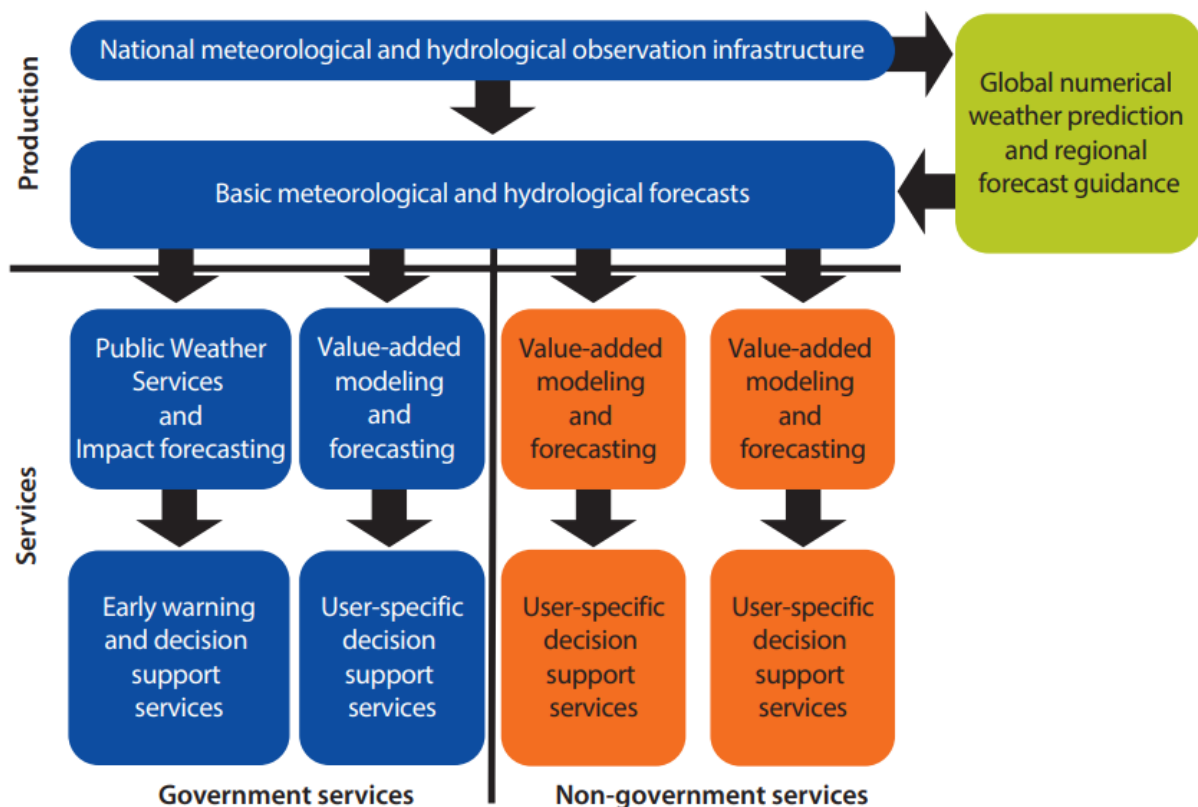 Production
National meteorological and hydrological observation infrastructure
Global numerical
weather prediction
and regional
forecast guidance
Basic meteorological and hydrological forecasts
Services
Public Weather
Services
and
Impact forecasting
Value-added
modeling
and
forecasting
Value-added
modeling
and
forecasting
Value-added
modeling
and
forecasting
Early warning
and decision
support
services
User-specific
decision
support
services
User-specific
decision
support
services
User-specific
decision
support
services
Government services
Non-government services